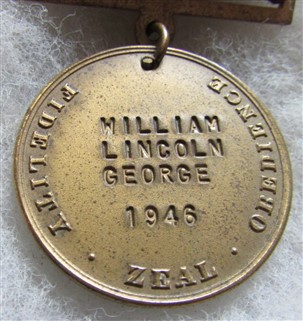 FIDELITY
OBEDIENCE
WILLIAM
LINCOLN
GEORGE
1946
· ZEAL ·